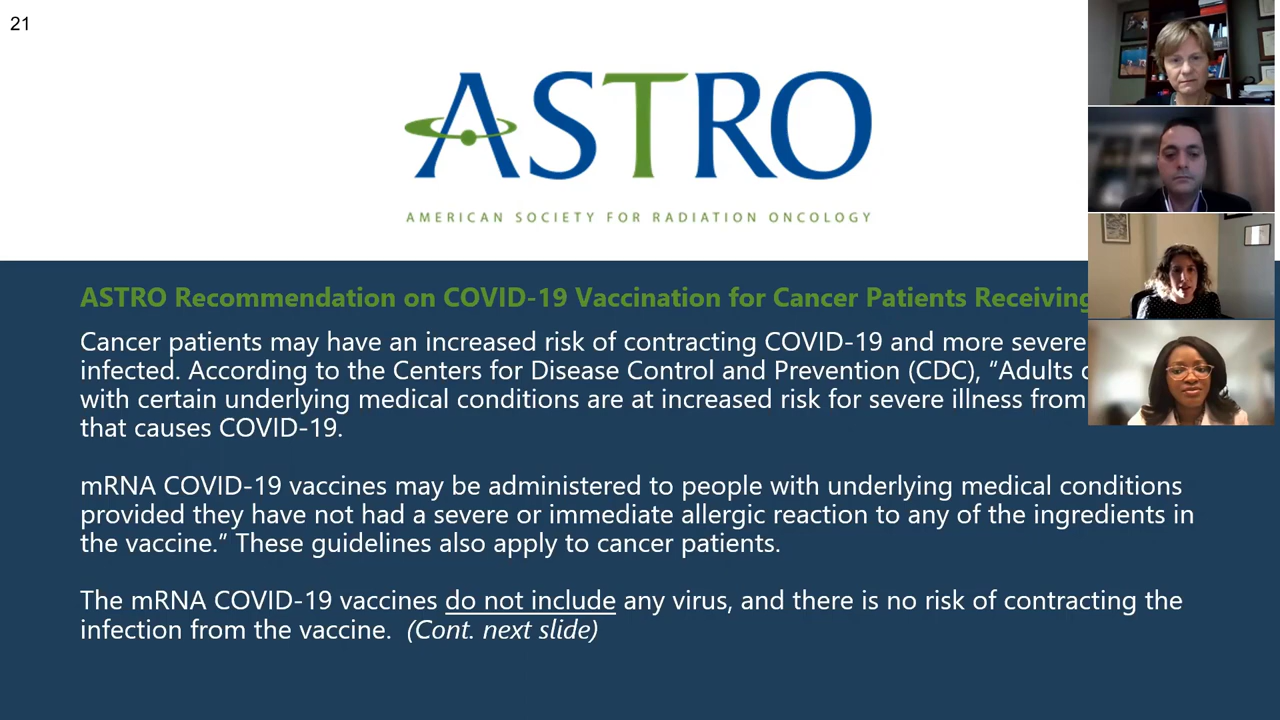 21
ASTRO
AMERICAN SOCIETY FOR RADIATION ONCOLOGY
ASTRO Recommendation on COVID-19 Vaccination for Cancer Patients Receiving
Cancer patients may have an increased risk of contracting COVID-19 and more severe
infected. According to the Centers for Disease Control and Prevention (CDC), “Adults
with certain underlying medical conditions are at increased risk for severe illness from
that causes COVID-19.
mRNA COVID-19 vaccines may be administered to people with underlying medical conditions
provided they have not had a severe or immediate allergic reaction to any of the ingredients in
the vaccine.” These guidelines also apply to cancer patients.
The mRNA COVID-19 vaccines do not include any virus, and there is no risk of contracting the
infection from the vaccine. (Cont. next slide)